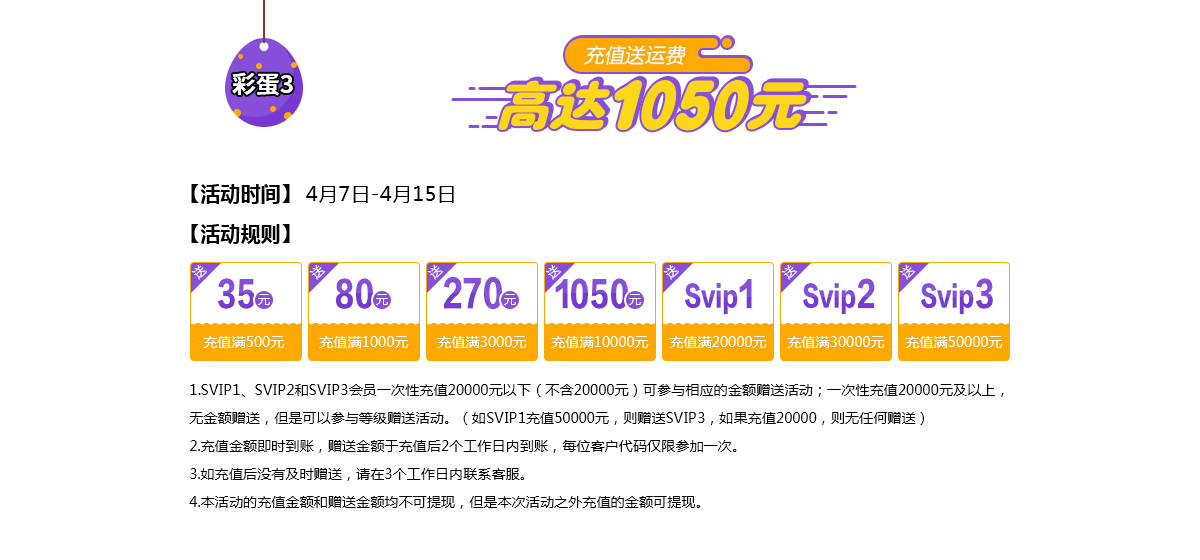 彩蛋3
充值送运费
高达1050元
【活动时间】 4月7日-4月15日
【活动规则】
送 35元 充值满500元
送 80元 充值满1000元
送 270元 充值满3000元
送 1050元 充值满10000元
送 Svip1 充值满20000元
送 Svip2 充值满30000元
送 Svip3 充值满50000元
1.SVIP1、SVIP2和SVIP3会员一次性充值20000元以下（不含20000元）可参与相应的金额赠送活动；一次性充值20000元及以上，
无金额赠送，但是可以参与等级赠送活动。（如SVIP1充值50000元，则赠送SVIP3，如果充值20000，则无任何赠送）
2.充值金额即时到账，赠送金额于充值后2个工作日内到账，每位客户代码仅限参加一次。
3.如充值后没有及时赠送，请在3个工作日内联系客服。
4.本活动的充值金额和赠送金额均不可提现，但是本次活动之外充值的金额可提现。